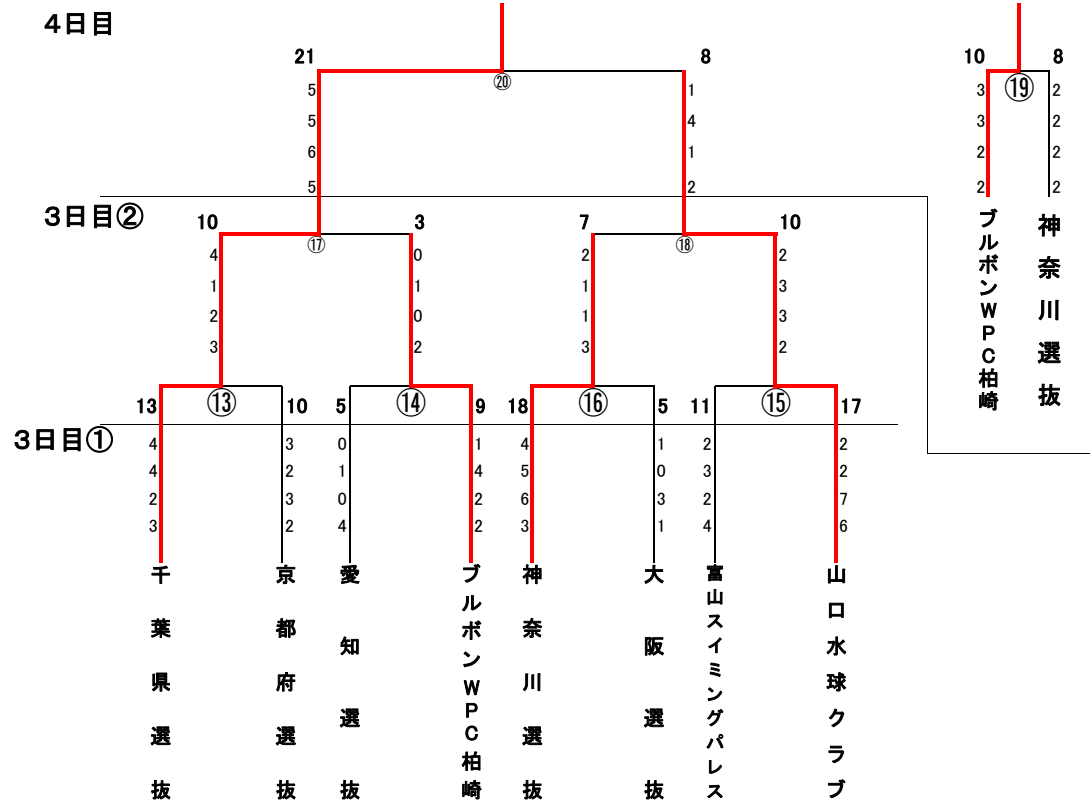 4日目
21 8 10 8
⑳ ⑲
5 1 3 2
5 4 3 2
6 1 2 2
5 2 2 2
3日目②
10 3 7 10
⑰ ⑱
4 0 2 2
1 1 1 3
2 0 1 3
3 2 3 2
ブルボンWPC柏崎
神奈川選抜
13 ⑬ 10 5 ⑭ 9 18 ⑯ 5 11 ⑮ 17
3日目①
4 3 0 1 4 1 2 2
4 2 1 4 5 0 3 2
2 3 0 2 6 3 2 7
3 2 4 2 3 1 4 6
千葉県選抜
京都府選抜
愛知選抜
ブルボンWPC柏崎
神奈川選抜
大阪選抜
富山スイミングパレス
山口水球クラブ